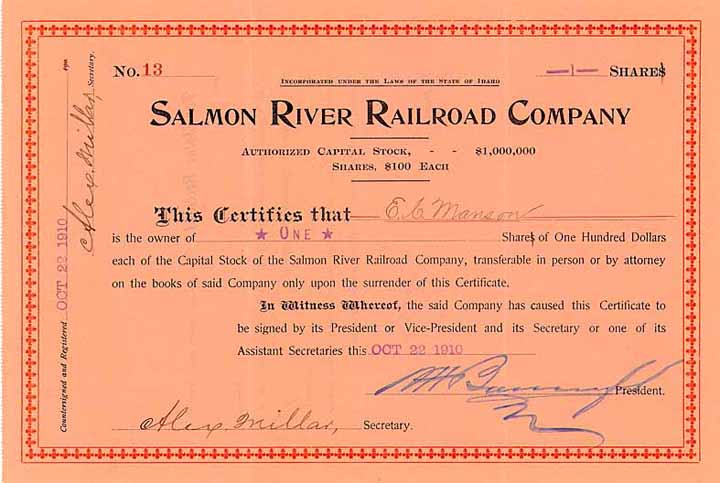 No. 13
INCORPORATED UNDER THE LAWS OF THE STATE OF IDAHO
—1— SHARES
SALMON RIVER RAILROAD COMPANY
AUTHORIZED CAPITAL STOCK, - - $1,000,000
SHARES, $100 EACH
This Certifies that E. C. Manson
is the owner of ★ ONE ★ Shares of One Hundred Dollars
each of the Capital Stock of the Salmon River Railroad Company, transferable in person or by attorney
on the books of said Company only upon the surrender of this Certificate.
In Witness Whereof, the said Company has caused this Certificate to
be signed by its President or Vice-President and its Secretary or one of its
Assistant Secretaries this OCT 22 1910
President.
Alex. Millar, Secretary.
Countersigned and Registered OCT 22 1910 190
Alex. Millar, Secretary.